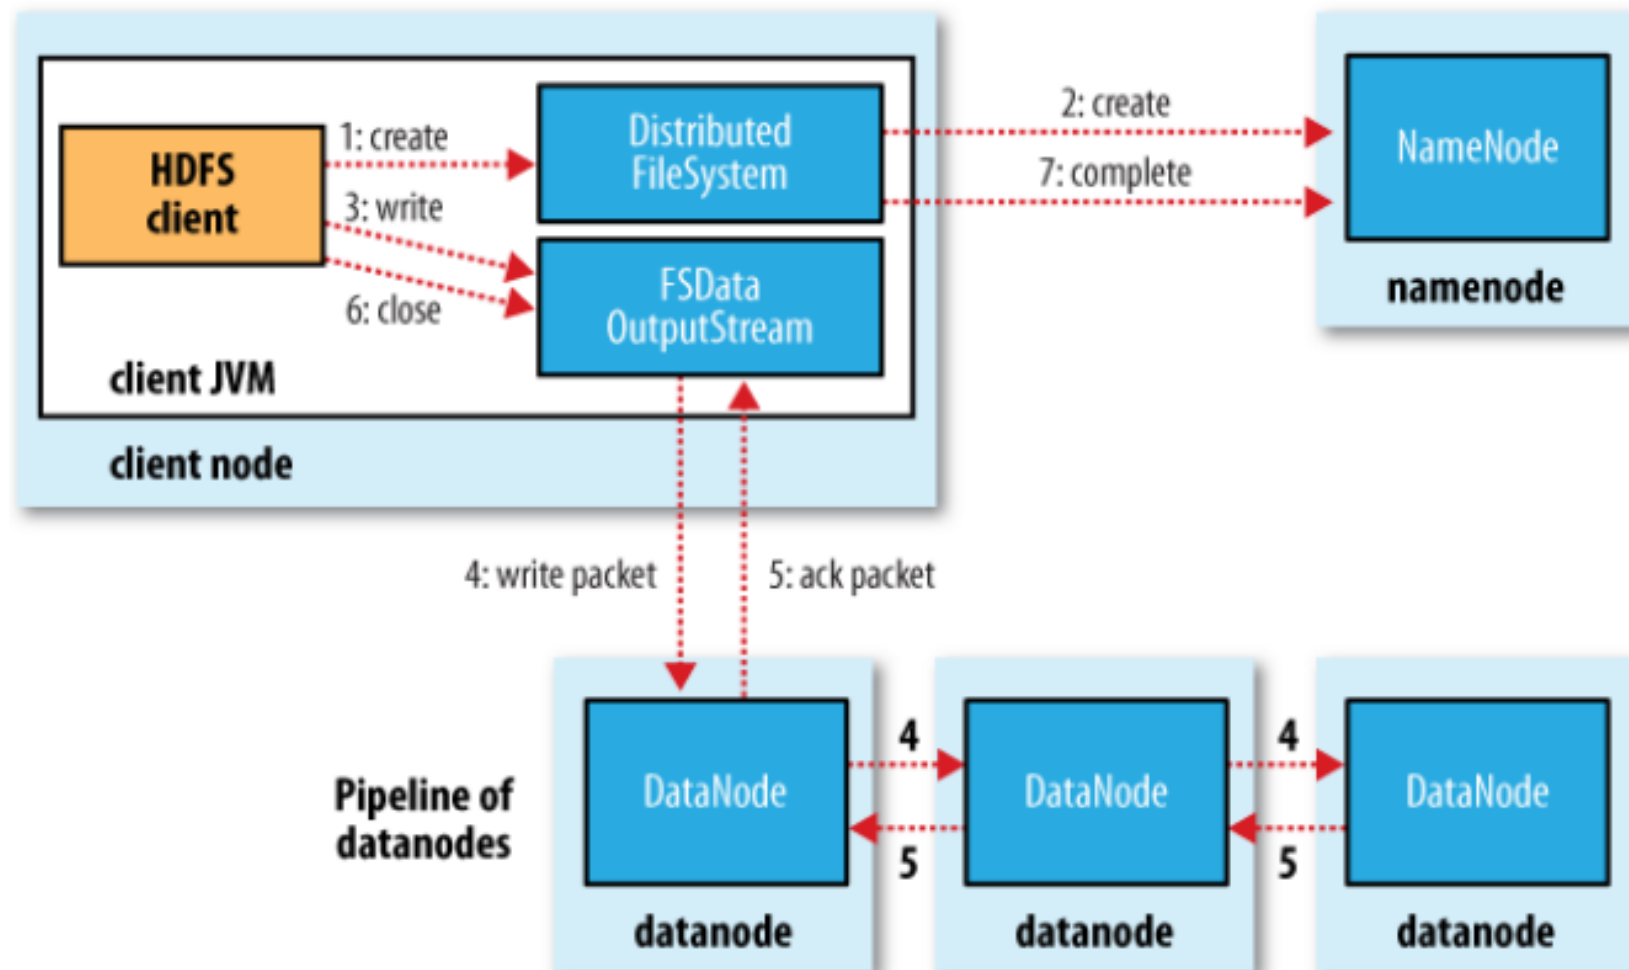 HDFS
client
1: create
3: write
6: close
Distributed
FileSystem
FSData
OutputStream
client JVM
client node
2: create
7: complete
NameNode
namenode
4: write packet
5: ack packet
Pipeline of
datanodes
DataNode
datanode
4
5
DataNode
datanode
4
5
DataNode
datanode